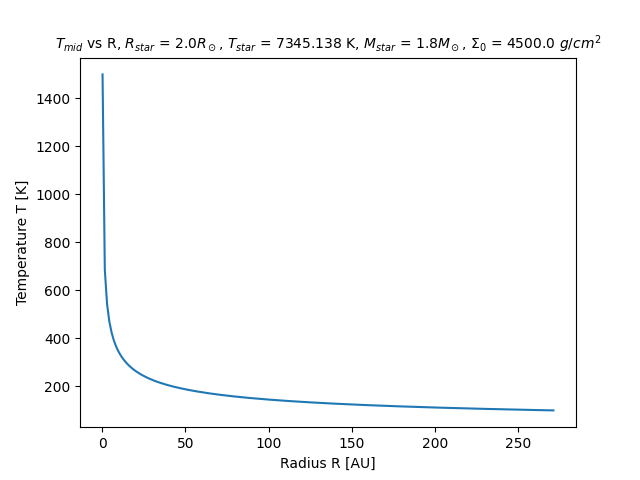 T_mid vs R, R_star = 2.0R_⊙, T_star = 7345.138 K, M_star = 1.8M_⊙, Σ_0 = 4500.0 g/cm^2
1400
1200
1000
800
600
400
200
Temperature T [K]
0 50 100 150 200 250
Radius R [AU]